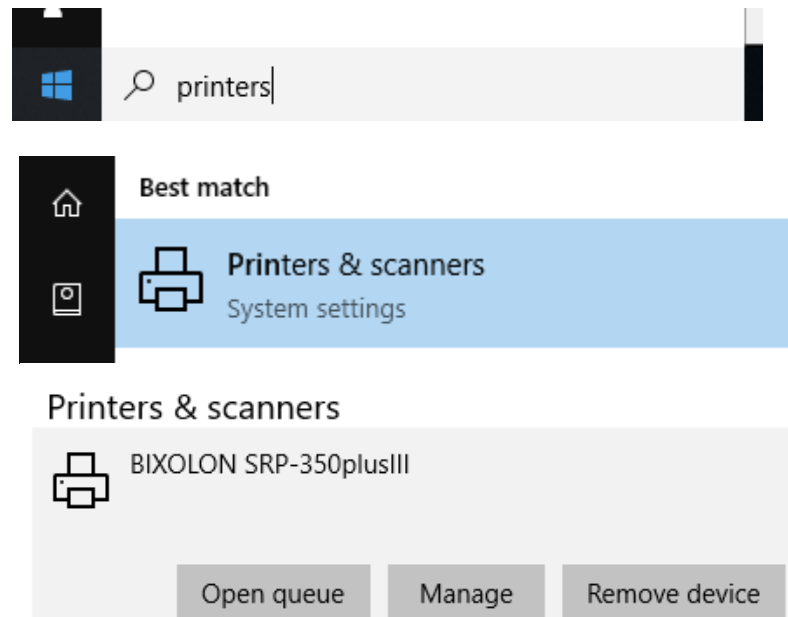 printers
Best match
Printers & scanners
System settings
Printers & scanners
BIXOLON SRP-350plusIII
Open queue Manage Remove device